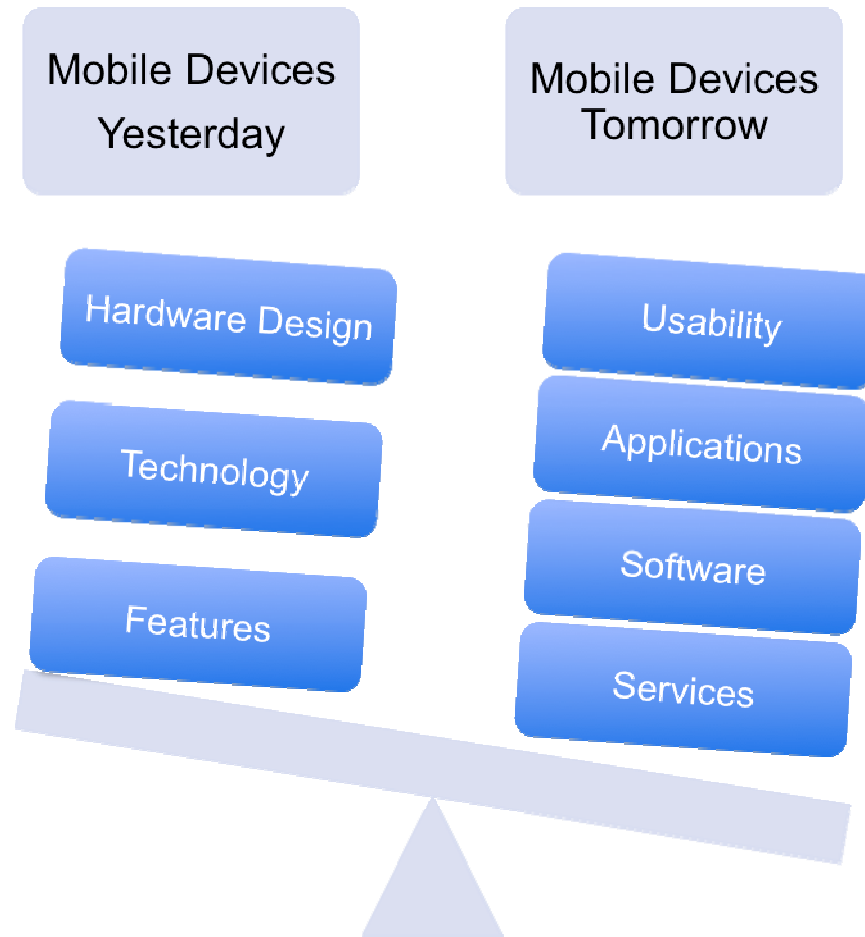 Mobile Devices
Yesterday
Mobile Devices
Tomorrow
Hardware Design
Technology
Features
Usability
Applications
Software
Services